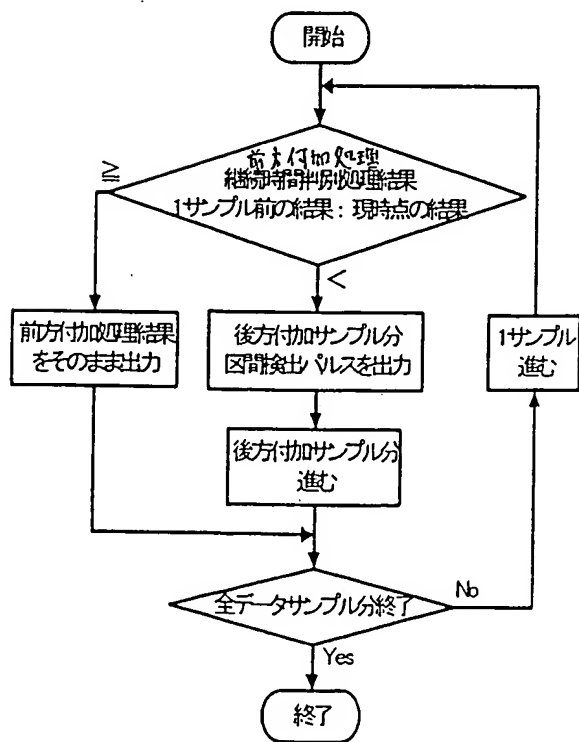 開始
前方付加処理
継続時間判別処理結果
1サンプル前の結果：現時点の結果
≧
<
前方付加処理結果
をそのまま出力
後方付加サンプル分
区間検出パルスを出力
1サンプル
進む
後方付加サンプル分
進む
全データサンプル分終了
No
Yes
終了